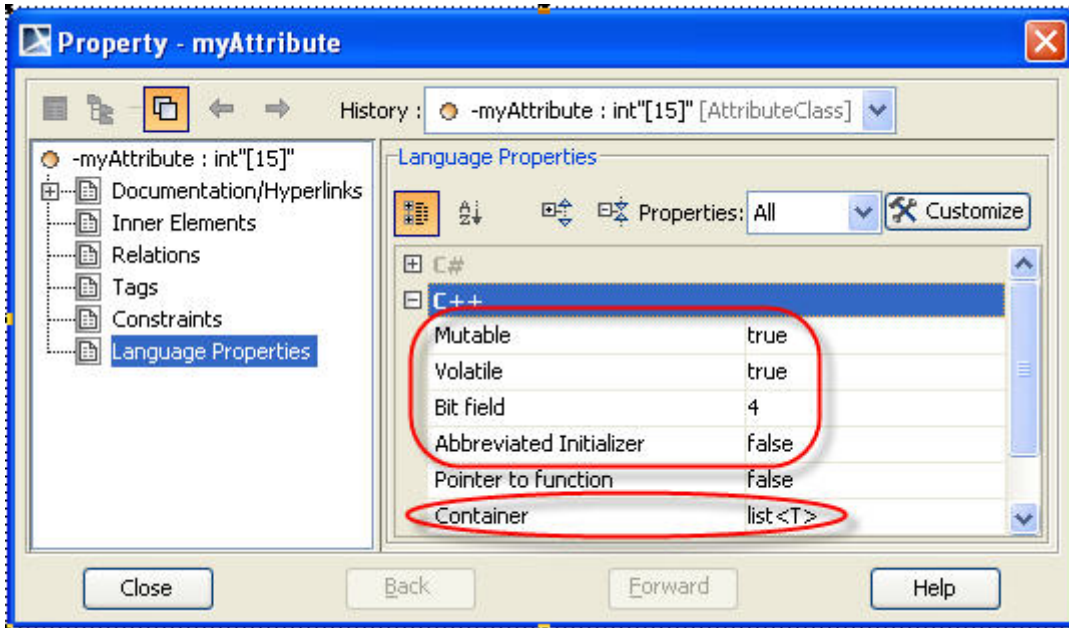 Property - myAttribute
History : -myAttribute : int"[15]" [AttributeClass]
-myAttribute : int"[15]"
Documentation/Hyperlinks
Inner Elements
Relations
Tags
Constraints
Language Properties
Language Properties
Properties: All Customize
C#
C++
Mutable true
Volatile true
Bit field 4
Abbreviated Initializer false
Pointer to function false
Container list<T>
Close Back Forward Help